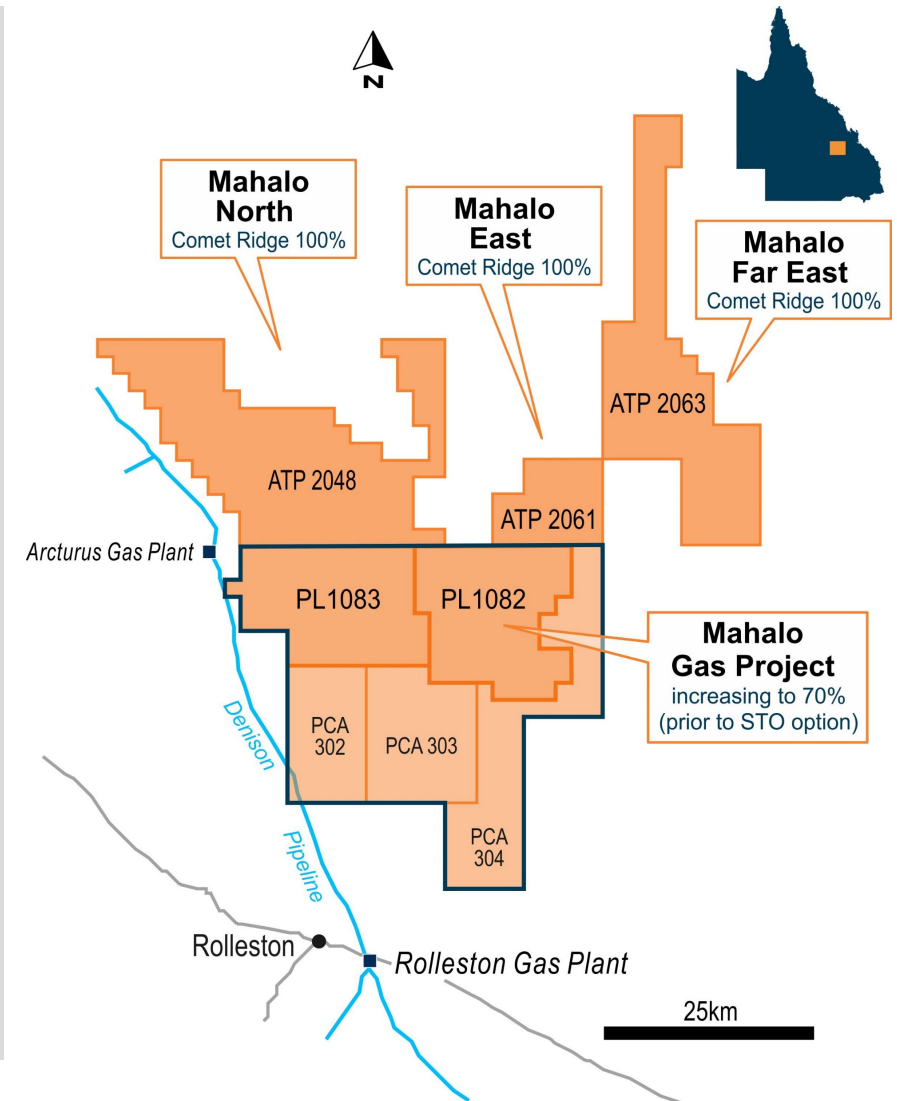 N
Mahalo
North
Comet Ridge 100%
Mahalo
East
Comet Ridge 100%
Mahalo
Far East
Comet Ridge 100%
ATP 2063
ATP 2048
ATP 2061
Arcturus Gas Plant
PL1083
PL1082
Mahalo
Gas Project
increasing to 70%
(prior to STO option)
Denison
Pipeline
PCA
302
PCA 303
PCA
304
Rolleston
Rolleston Gas Plant
25km